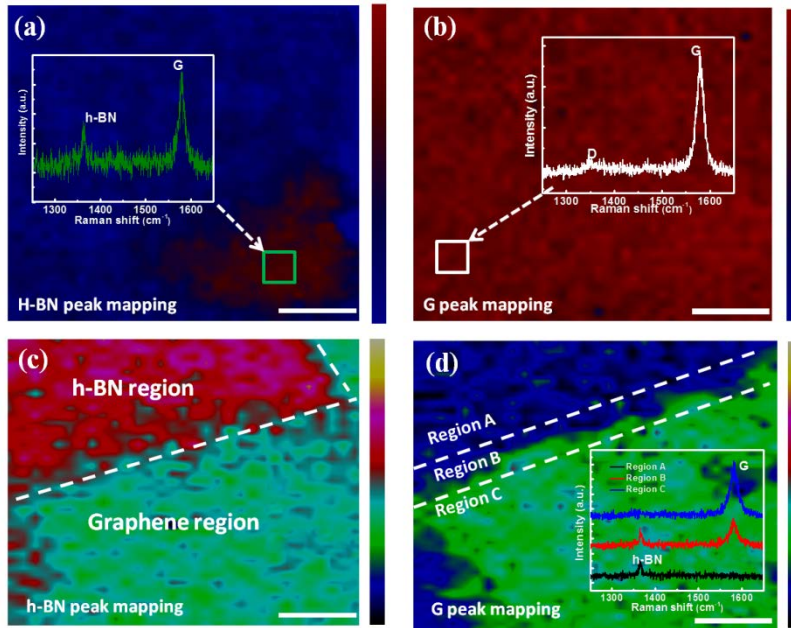 (a)
h-BN
G
Intensity (a.u.)
1300 1400 1500 1600
Raman shift (cm⁻¹)
H-BN peak mapping
(b)
G
D
Intensity (a.u.)
1300 1400 1500 1600
Raman shift (cm⁻¹)
G peak mapping
(c)
h-BN region
Graphene region
h-BN peak mapping
(d)
Region A
Region B
Region C
Region A
Region B
Region C
G
h-BN
Intensity (a.u.)
1300 1400 1500 1600
Raman shift (cm⁻¹)
G peak mapping